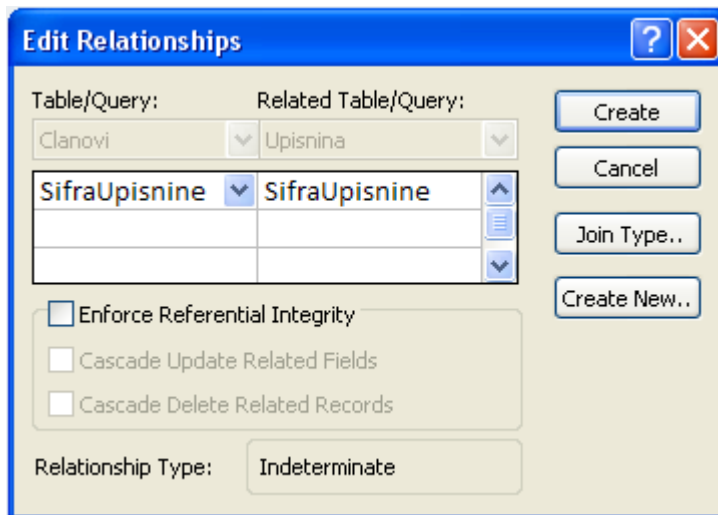 Edit Relationships
Table/Query: Related Table/Query:
Clanovi Upisnina
SifraUpisnine SifraUpisnine
Enforce Referential Integrity
Cascade Update Related Fields
Cascade Delete Related Records
Relationship Type: Indeterminate
Create
Cancel
Join Type..
Create New..